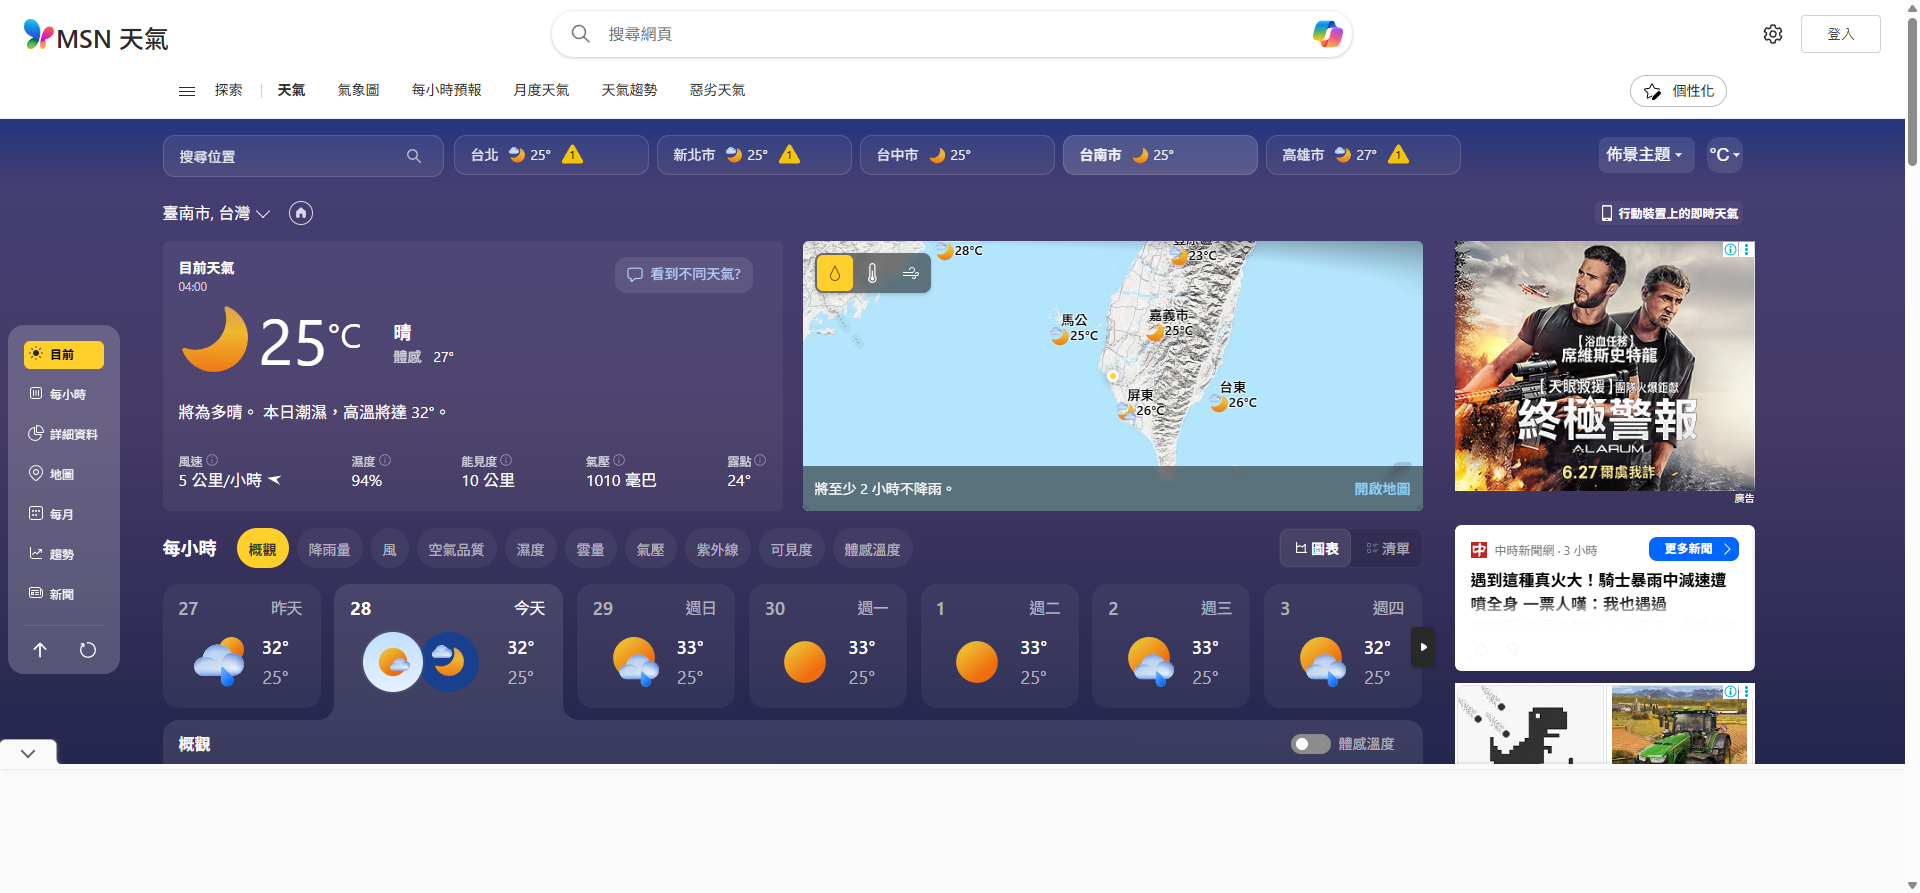 MSN 天氣
搜尋網頁
登入
探索
天氣
氣象圖
每小時預報
月度天氣
天氣趨勢
惡劣天氣
個性化
搜尋位置
台北 25° 1
新北市 25° 1
台中市 25°
台南市 25°
高雄市 27° 1
佈景主題
°C
臺南市, 台灣
行動裝置上的即時天氣
目前
每小時
詳細資料
地圖
每月
趨勢
新聞
目前天氣
04:00
看到不同天氣?
25°C
晴
體感 27°
將為多晴。 本日潮濕，高溫將達 32°。
風速 濕度 能見度 氣壓 露點
5 公里/小時 94% 10 公里 1010 毫巴 24°
28°C
23°C
馬公
25°C
嘉義市
25°C
屏東
26°C
台東
26°C
將至少 2 小時不降雨。
開啟地圖
【浴血任務】
席維斯史特龍
【天眼救援】團隊火爆鉅獻
終極警報
ALARUM
6.27 爾虞我詐
廣告
每小時
概觀
降雨量
風
空氣品質
濕度
雲量
氣壓
紫外線
可見度
體感溫度
圖表
清單
27 昨天
32°
25°
28 今天
32°
25°
29 週日
33°
25°
30 週一
33°
25°
1 週二
33°
25°
2 週三
33°
25°
3 週四
32°
25°
概觀
體感溫度
中
中時新聞網 · 3 小時
更多新聞
遇到這種真火大！騎士暴雨中減速遭
噴全身 一票人嘆：我也遇過